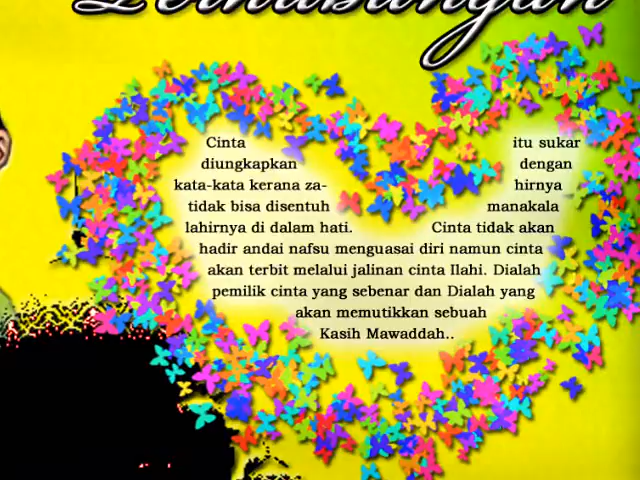 Perhubungan
Cinta itu sukar
diungkapkan dengan
kata-kata kerana za- hirnya
tidak bisa disentuh manakala
lahirnya di dalam hati. Cinta tidak akan
hadir andai nafsu menguasai diri namun cinta
akan terbit melalui jalinan cinta Ilahi. Dialah
pemilik cinta yang sebenar dan Dialah yang
akan memutikkan sebuah
Kasih Mawaddah..